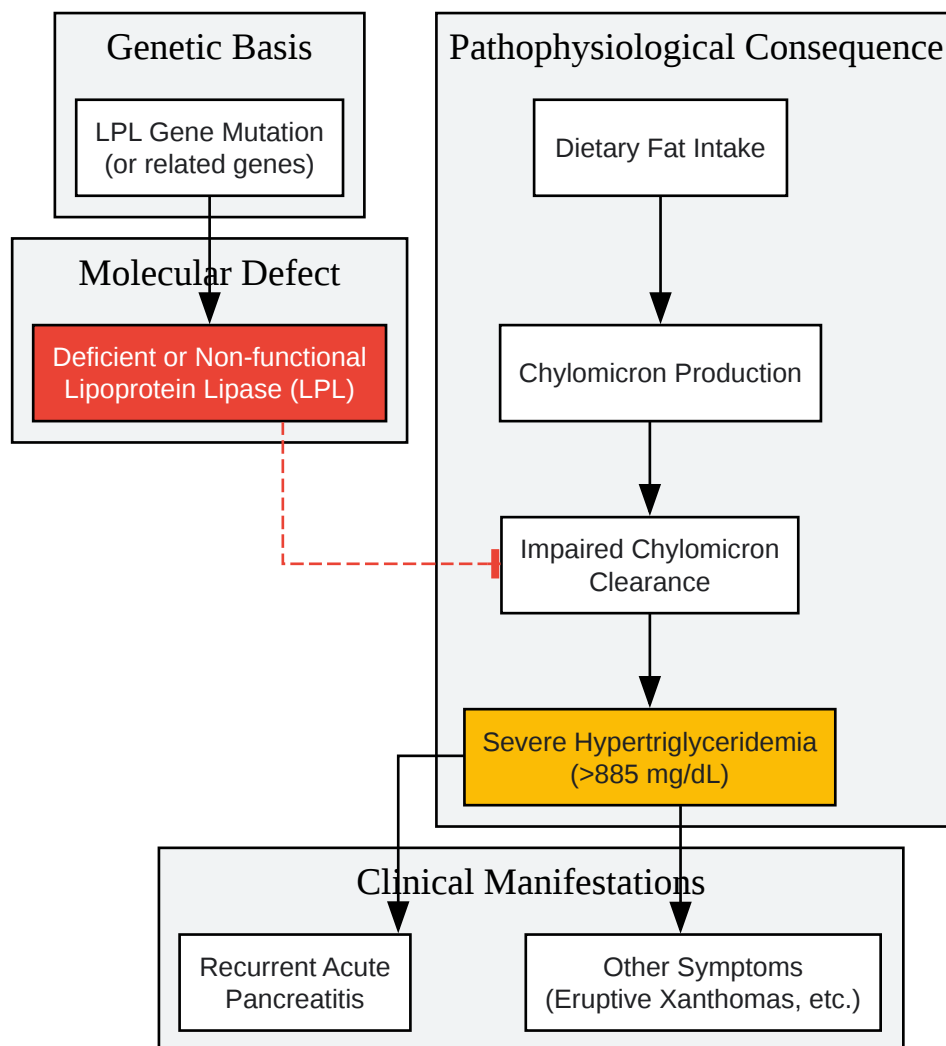 Genetic Basis
LPL Gene Mutation
(or related genes)
Molecular Defect
Deficient or Non-functional
Lipoprotein Lipase (LPL)
Pathophysiological Consequence
Dietary Fat Intake
Chylomicron Production
Impaired Chylomicron
Clearance
Severe Hypertriglyceridemia
(>885 mg/dL)
Clinical Manifestations
Recurrent Acute
Pancreatitis
Other Symptoms
(Eruptive Xanthomas, etc.)